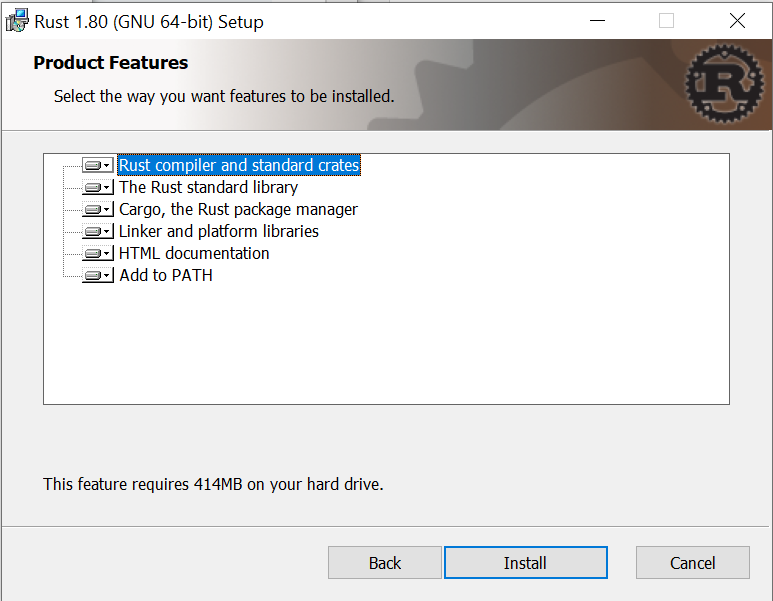 Rust 1.80 (GNU 64-bit) Setup
Product Features
Select the way you want features to be installed.
R
Rust compiler and standard crates
The Rust standard library
Cargo, the Rust package manager
Linker and platform libraries
HTML documentation
Add to PATH
This feature requires 414MB on your hard drive.
Back
Install
Cancel